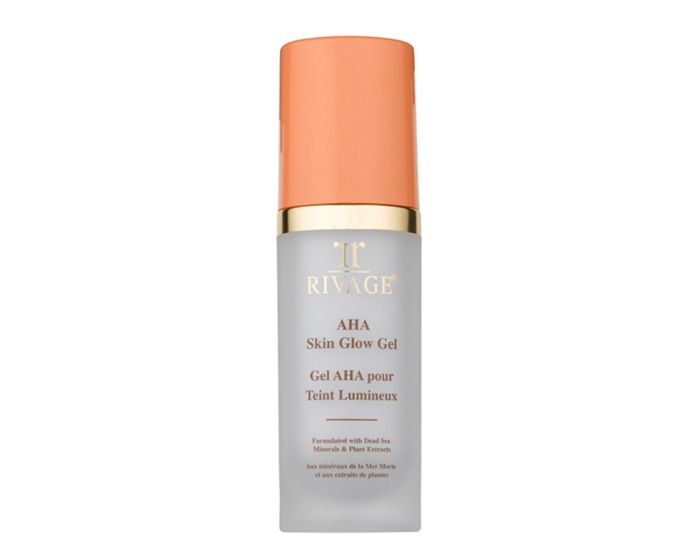 RIVAGE
AHA
Skin Glow Gel
Gel AHA pour
Teint Lumineux
Formulated with Dead Sea
Minerals & Plant Extracts
Aux minéraux de la Mer Morte
et aux extraits de plantes